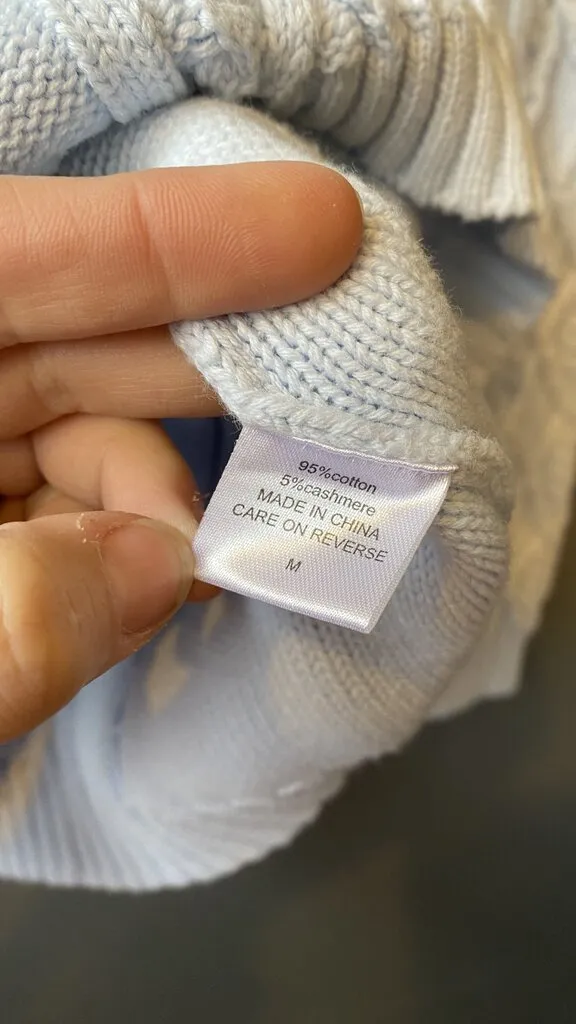 95%cotton
5%cashmere
MADE IN CHINA
CARE ON REVERSE
M